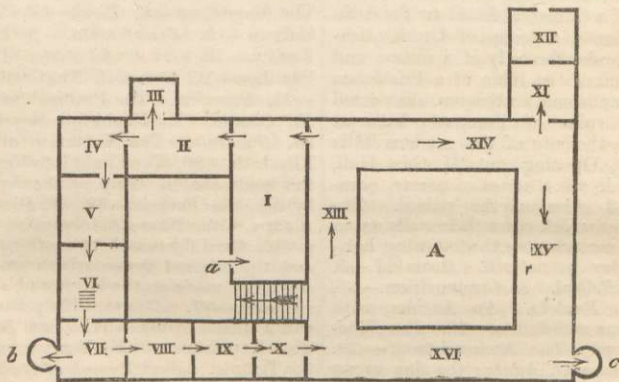 XII
III
XI
IV II XIV
I
V XIII A XV
r
a
VI
b VII VIII IX X XVI c